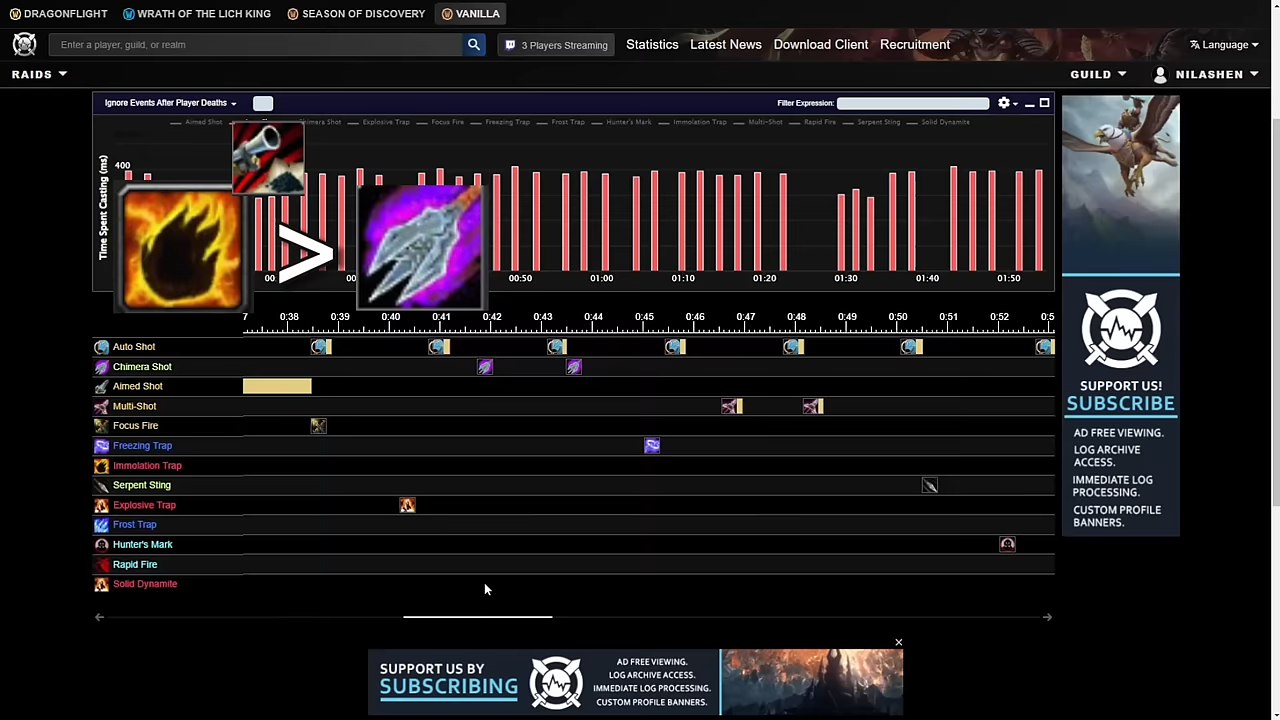 DRAGONFLIGHT WRATH OF THE LICH KING SEASON OF DISCOVERY VANILLA
Enter a player, guild, or realm 3 Players Streaming Statistics Latest News Download Client Recruitment Language
RAIDS GUILD NILASHEN
Ignore Events After Player Deaths Filter Expression:
Aimed Shot Chimera Shot Explosive Trap Focus Fire Freezing Trap Frost Trap Hunter's Mark Immolation Trap Multi-Shot Rapid Fire Serpent Sting Solid Dynamite
Time Spent Casting (ms)
400
>
00:50 01:00 01:10 01:20 01:30 01:40 01:50
7 0:38 0:39 0:40 0:41 0:42 0:43 0:44 0:45 0:46 0:47 0:48 0:49 0:50 0:51 0:52 0:5
Auto Shot
Chimera Shot
Aimed Shot
Multi-Shot
Focus Fire
Freezing Trap
Immolation Trap
Serpent Sting
Explosive Trap
Frost Trap
Hunter's Mark
Rapid Fire
Solid Dynamite
SUPPORT US!
SUBSCRIBE
AD FREE VIEWING.
LOG ARCHIVE
ACCESS.
IMMEDIATE LOG
PROCESSING.
CUSTOM PROFILE
BANNERS.
SUPPORT US BY
SUBSCRIBING
AD FREE VIEWING.
LOG ARCHIVE ACCESS.
IMMEDIATE LOG PROCESSING.
CUSTOM PROFILE BANNERS.